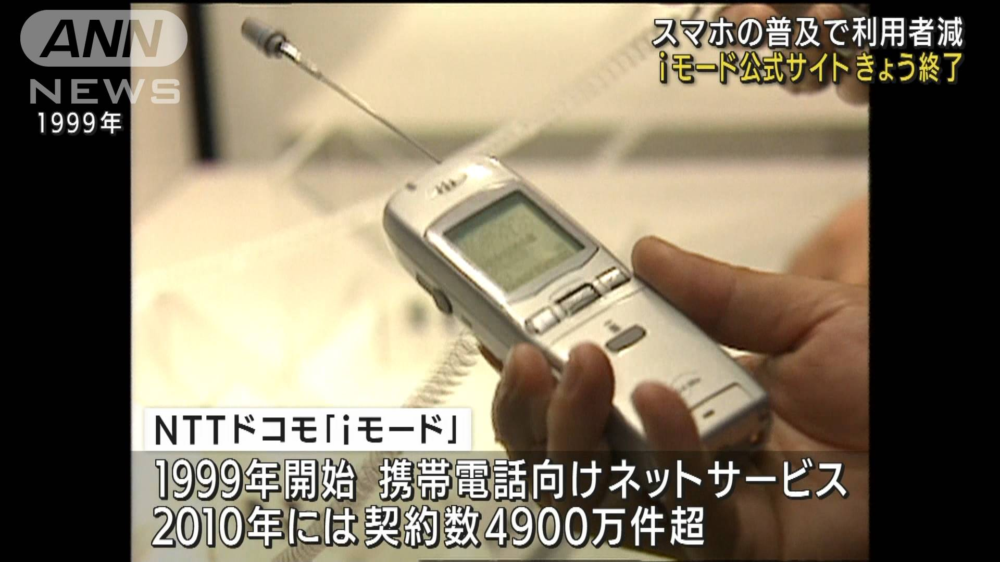 ANN
NEWS
1999年
スマホの普及で利用者減
iモード公式サイト きょう終了
NTTドコモ「iモード」
1999年開始 携帯電話向けネットサービス
2010年には契約数4900万件超